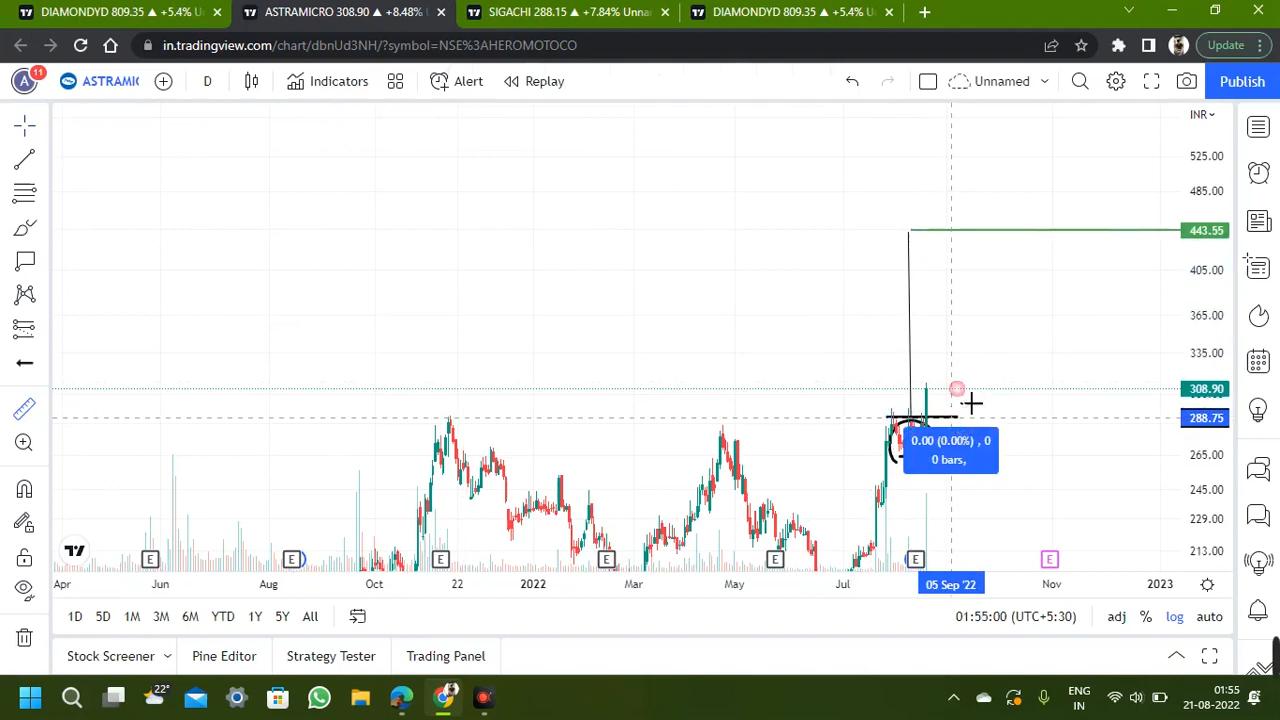 DIAMONDYD 809.35 ▲ +5.4% U
ASTRAMICRO 308.90 ▲ +8.48%
SIGACHI 288.15 ▲ +7.84% Unna
DIAMONDYD 809.35 ▲ +5.4% U
in.tradingview.com/chart/dbnUd3NH/?symbol=NSE%3AHEROMOTOCO
Update
A 11
ASTRAMIC
D
Indicators
Alert
Replay
Unnamed
Publish
INR
525.00
485.00
443.55
405.00
365.00
335.00
308.90
288.75
0.00 (0.00%) , 0
0 bars,
265.00
245.00
229.00
213.00
E E E E E E E
Apr Jun Aug Oct 22 2022 Mar May Jul 05 Sep '22 Nov 2023
1D 5D 1M 3M 6M YTD 1Y 5Y All
01:55:00 (UTC+5:30) adj % log auto
Stock Screener Pine Editor Strategy Tester Trading Panel
22°
ENG
IN
01:55
21-08-2022